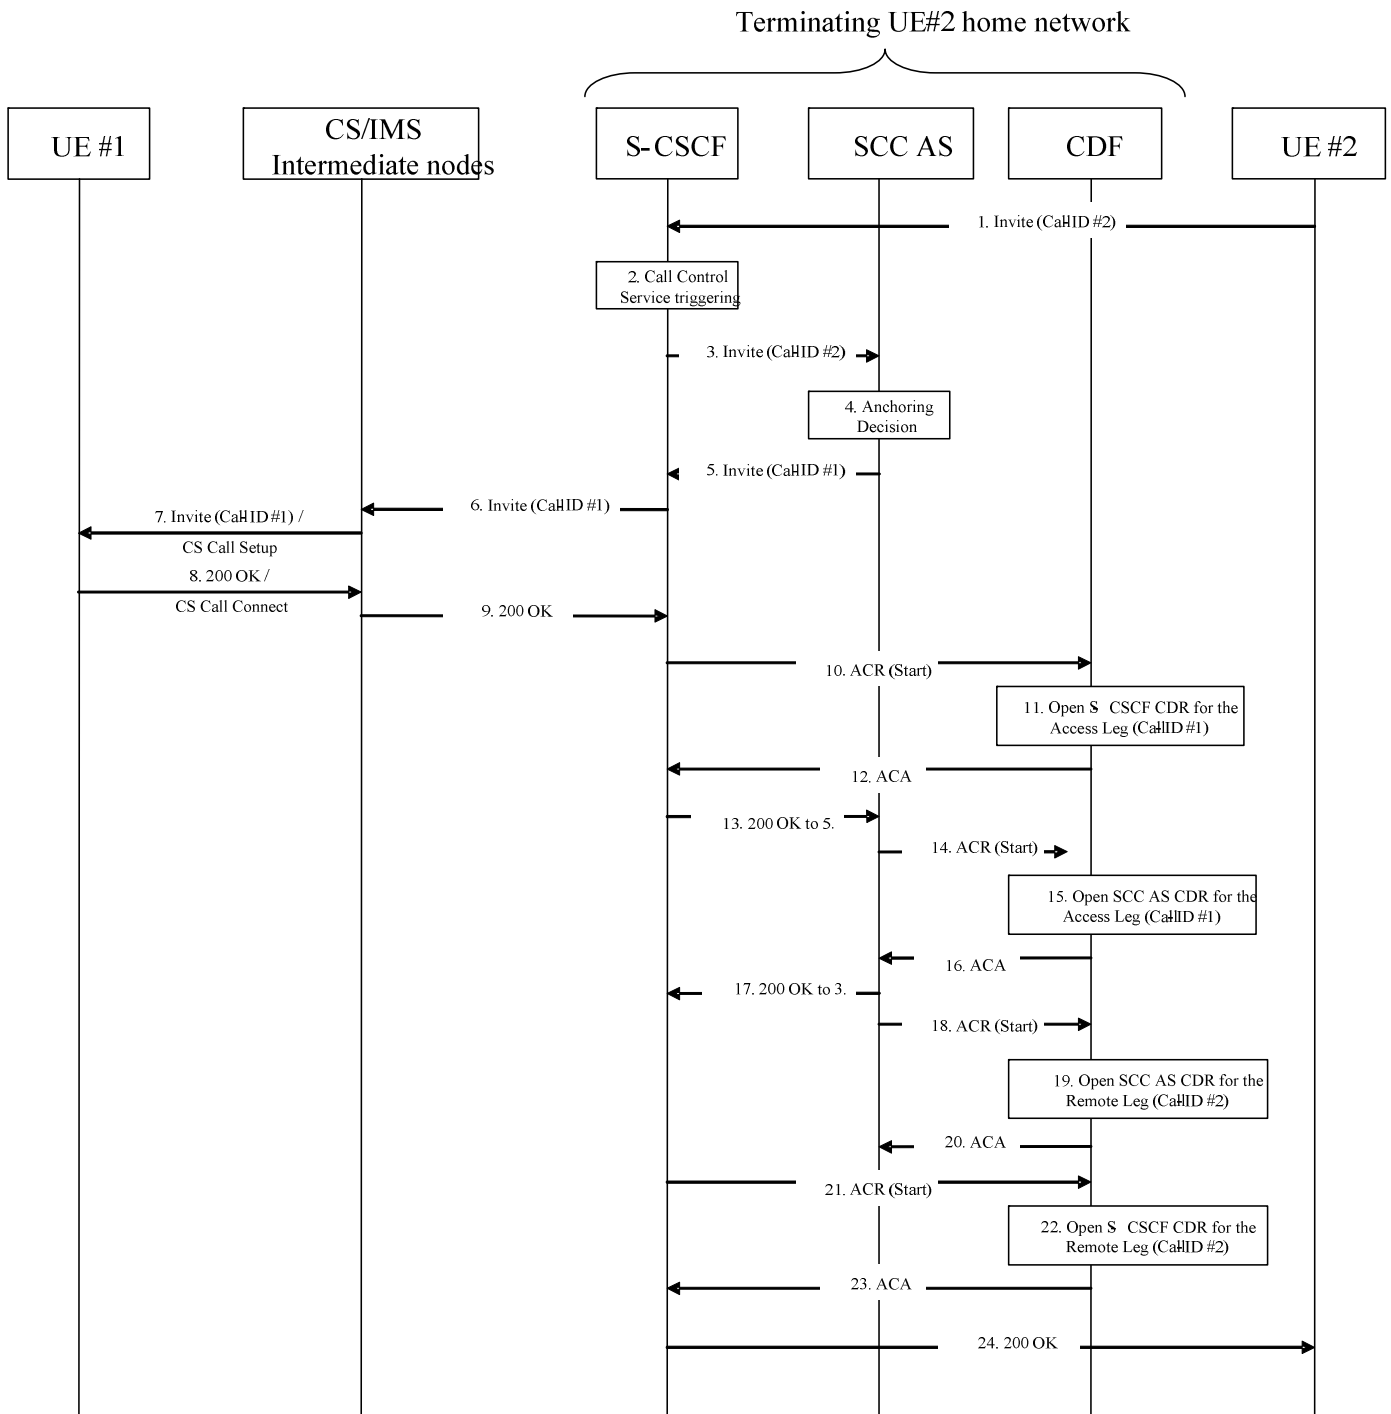 Terminating UE#2 home network
UE #1
CS/IMS
Intermediate nodes
S-CSCF
SCC AS
CDF
UE #2
1. Invite (Call-ID #2)
2. Call Control
Service triggering
3. Invite (Call-ID #2)
4. Anchoring
Decision
5. Invite (Call-ID #1)
6. Invite (Call-ID #1)
7. Invite (Call-ID #1) /
CS Call Setup
8. 200 OK /
CS Call Connect
9. 200 OK
10. ACR (Start)
11. Open S- CSCF CDR for the
Access Leg (Call-ID #1)
12. ACA
13. 200 OK to 5.
14. ACR (Start)
15. Open SCC AS CDR for the
Access Leg (Call-ID #1)
16. ACA
17. 200 OK to 3.
18. ACR (Start)
19. Open SCC AS CDR for the
Remote Leg (Call-ID #2)
20. ACA
21. ACR (Start)
22. Open S- CSCF CDR for the
Remote Leg (Call-ID #2)
23. ACA
24. 200 OK